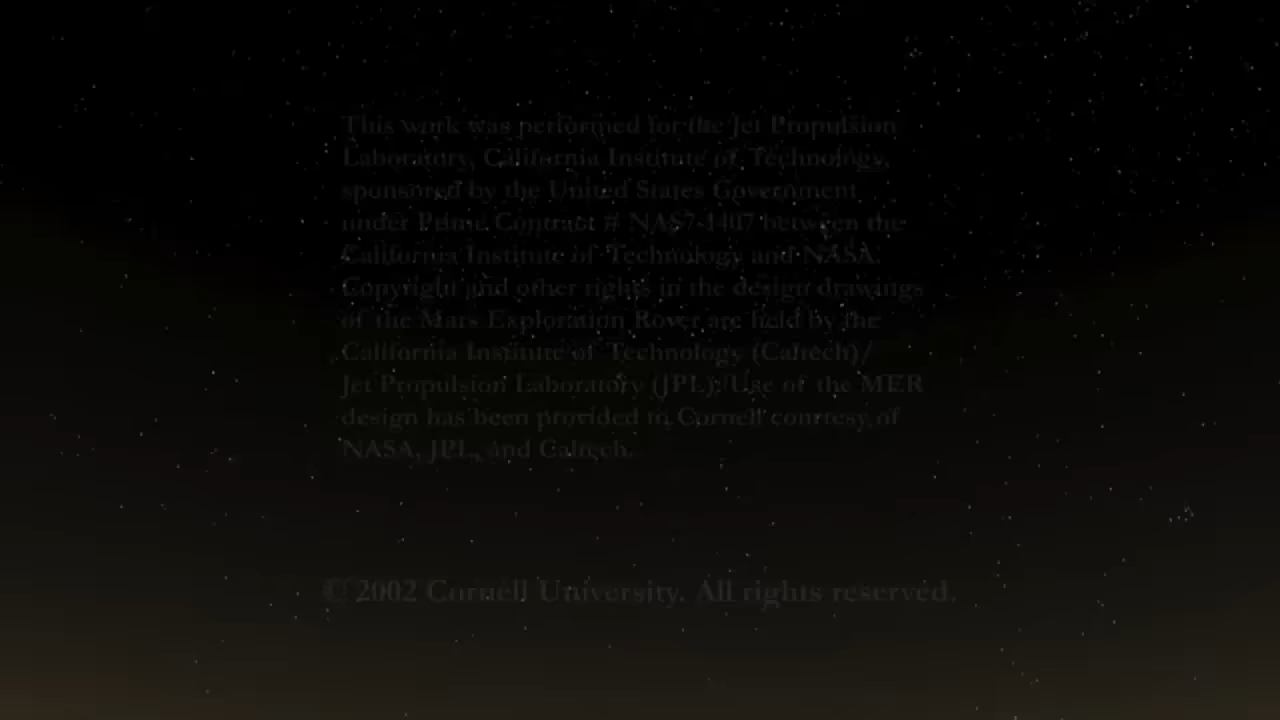 This work was performed for the Jet Propulsion
Laboratory, California Institute of Technology,
sponsored by the United States Government
under Prime Contract # NAS7-1407 between the
California Institute of Technology and NASA.
Copyright and other rights in the design drawings
of the Mars Exploration Rover are held by the
California Institute of Technology (Caltech)/
Jet Propulsion Laboratory (JPL). Use of the MER
design has been provided to Cornell courtesy of
NASA, JPL, and Caltech.
© 2002 Cornell University. All rights reserved.